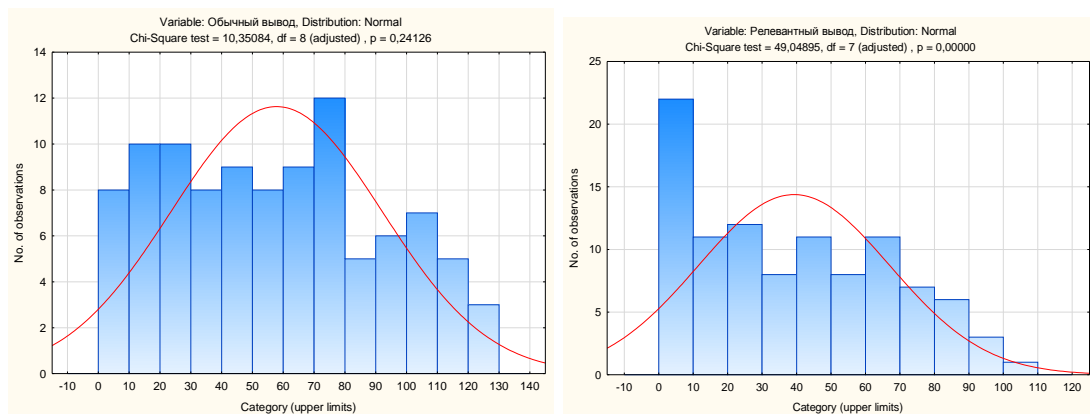 Variable: Обычный вывод, Distribution: Normal
Chi-Square test = 10,35084, df = 8 (adjusted) , p = 0,24126
14
12
10
8
6
4
2
0
No. of observations
-10 0 10 20 30 40 50 60 70 80 90 100 110 120 130 140
Category (upper limits)
Variable: Релевантный вывод, Distribution: Normal
Chi-Square test = 49,04895, df = 7 (adjusted) , p = 0,00000
25
20
15
10
5
0
No. of observations
-10 0 10 20 30 40 50 60 70 80 90 100 110 120
Category (upper limits)